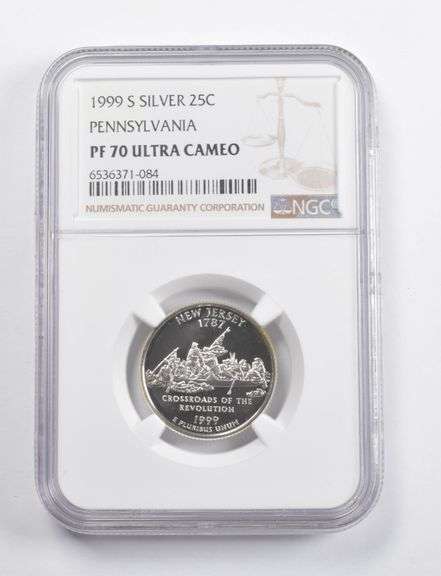 1999 S SILVER 25C
PENNSYLVANIA
PF 70 ULTRA CAMEO
6536371-084
NUMISMATIC GUARANTY CORPORATION
NGC
NEW JERSEY
1787
CROSSROADS OF THE
REVOLUTION
1999
E PLURIBUS UNUM